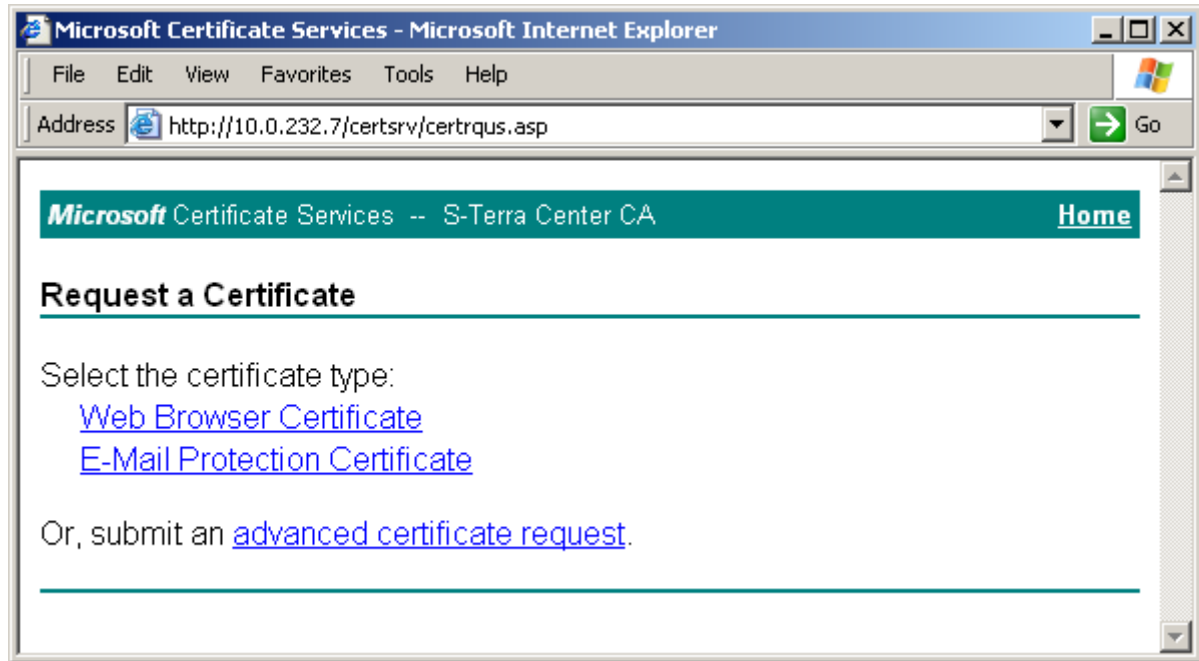 Microsoft Certificate Services - Microsoft Internet Explorer
File Edit View Favorites Tools Help
Address http://10.0.232.7/certsrv/certrqus.asp Go
Microsoft Certificate Services -- S-Terra Center CA Home
Request a Certificate
Select the certificate type:
Web Browser Certificate
E-Mail Protection Certificate
Or, submit an advanced certificate request.